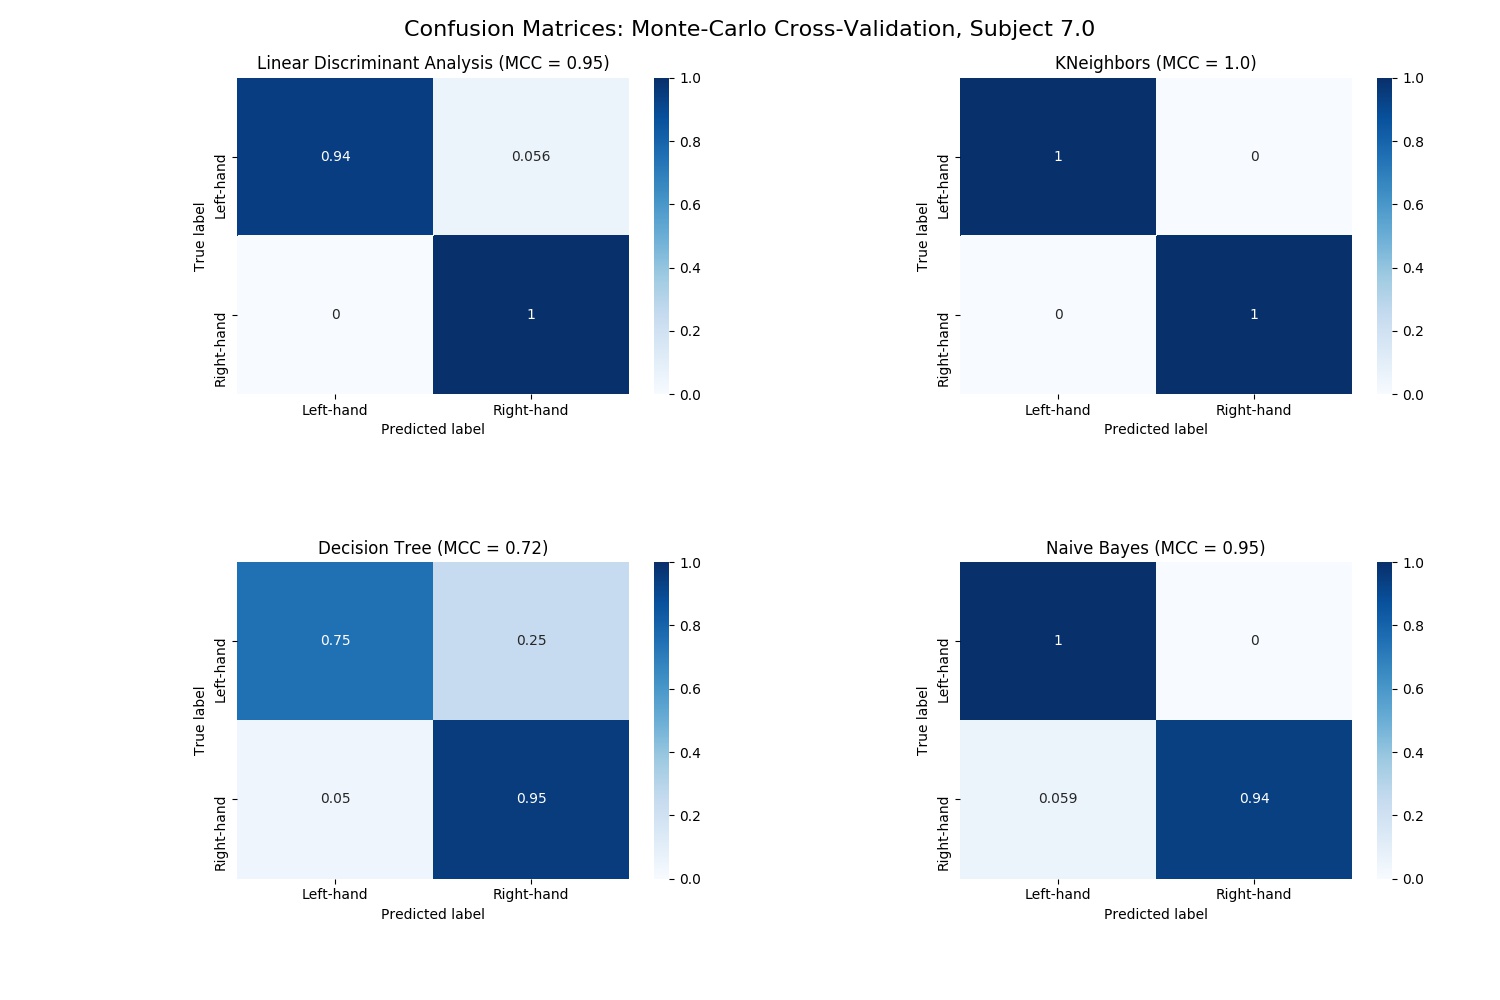 Confusion Matrices: Monte-Carlo Cross-Validation, Subject 7.0
Linear Discriminant Analysis (MCC = 0.95)
True label
Left-hand
Right-hand
0.94
0.056
0
1
Left-hand
Right-hand
Predicted label
1.0
0.8
0.6
0.4
0.2
0.0
KNeighbors (MCC = 1.0)
True label
Left-hand
Right-hand
1
0
0
1
Left-hand
Right-hand
Predicted label
1.0
0.8
0.6
0.4
0.2
0.0
Decision Tree (MCC = 0.72)
True label
Left-hand
Right-hand
0.75
0.25
0.05
0.95
Left-hand
Right-hand
Predicted label
1.0
0.8
0.6
0.4
0.2
0.0
Naive Bayes (MCC = 0.95)
True label
Left-hand
Right-hand
1
0
0.059
0.94
Left-hand
Right-hand
Predicted label
1.0
0.8
0.6
0.4
0.2
0.0